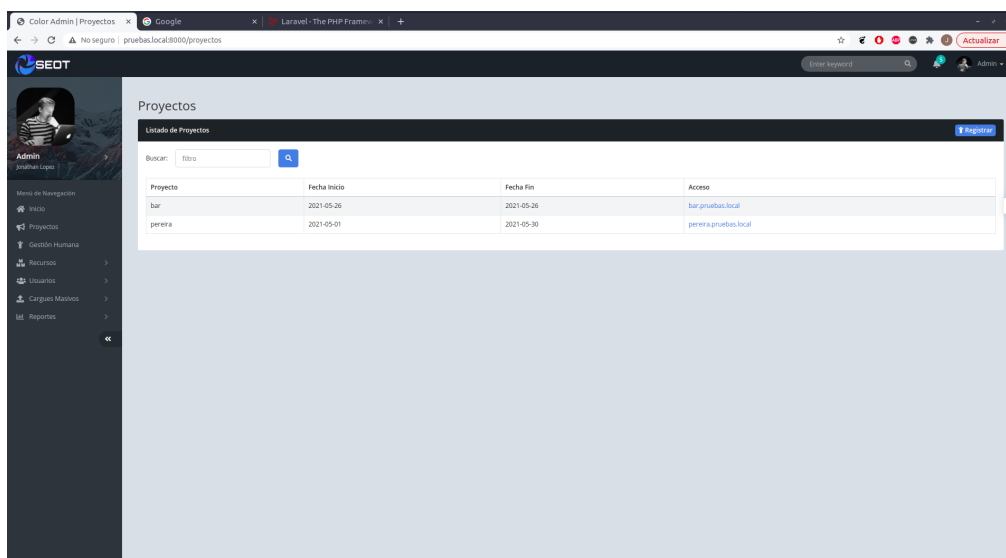 Color Admin | Proyectos
Google
Laravel - The PHP Framew
No seguro
pruebas.local:8000/proyectos
Actualizar
SEOT
Enter keyword
5
Admin
Admin
Jonathan Lopez
Menú de Navegación
Inicio
Proyectos
Gestión Humana
Recursos
Usuarios
Cargues Masivos
Reportes
Proyectos
Listado de Proyectos
Registrar
Buscar:
filtro
Proyecto Fecha Inicio Fecha Fin Acceso
bar 2021-05-26 2021-05-26 bar.pruebas.local
pereira 2021-05-01 2021-05-30 pereira.pruebas.local